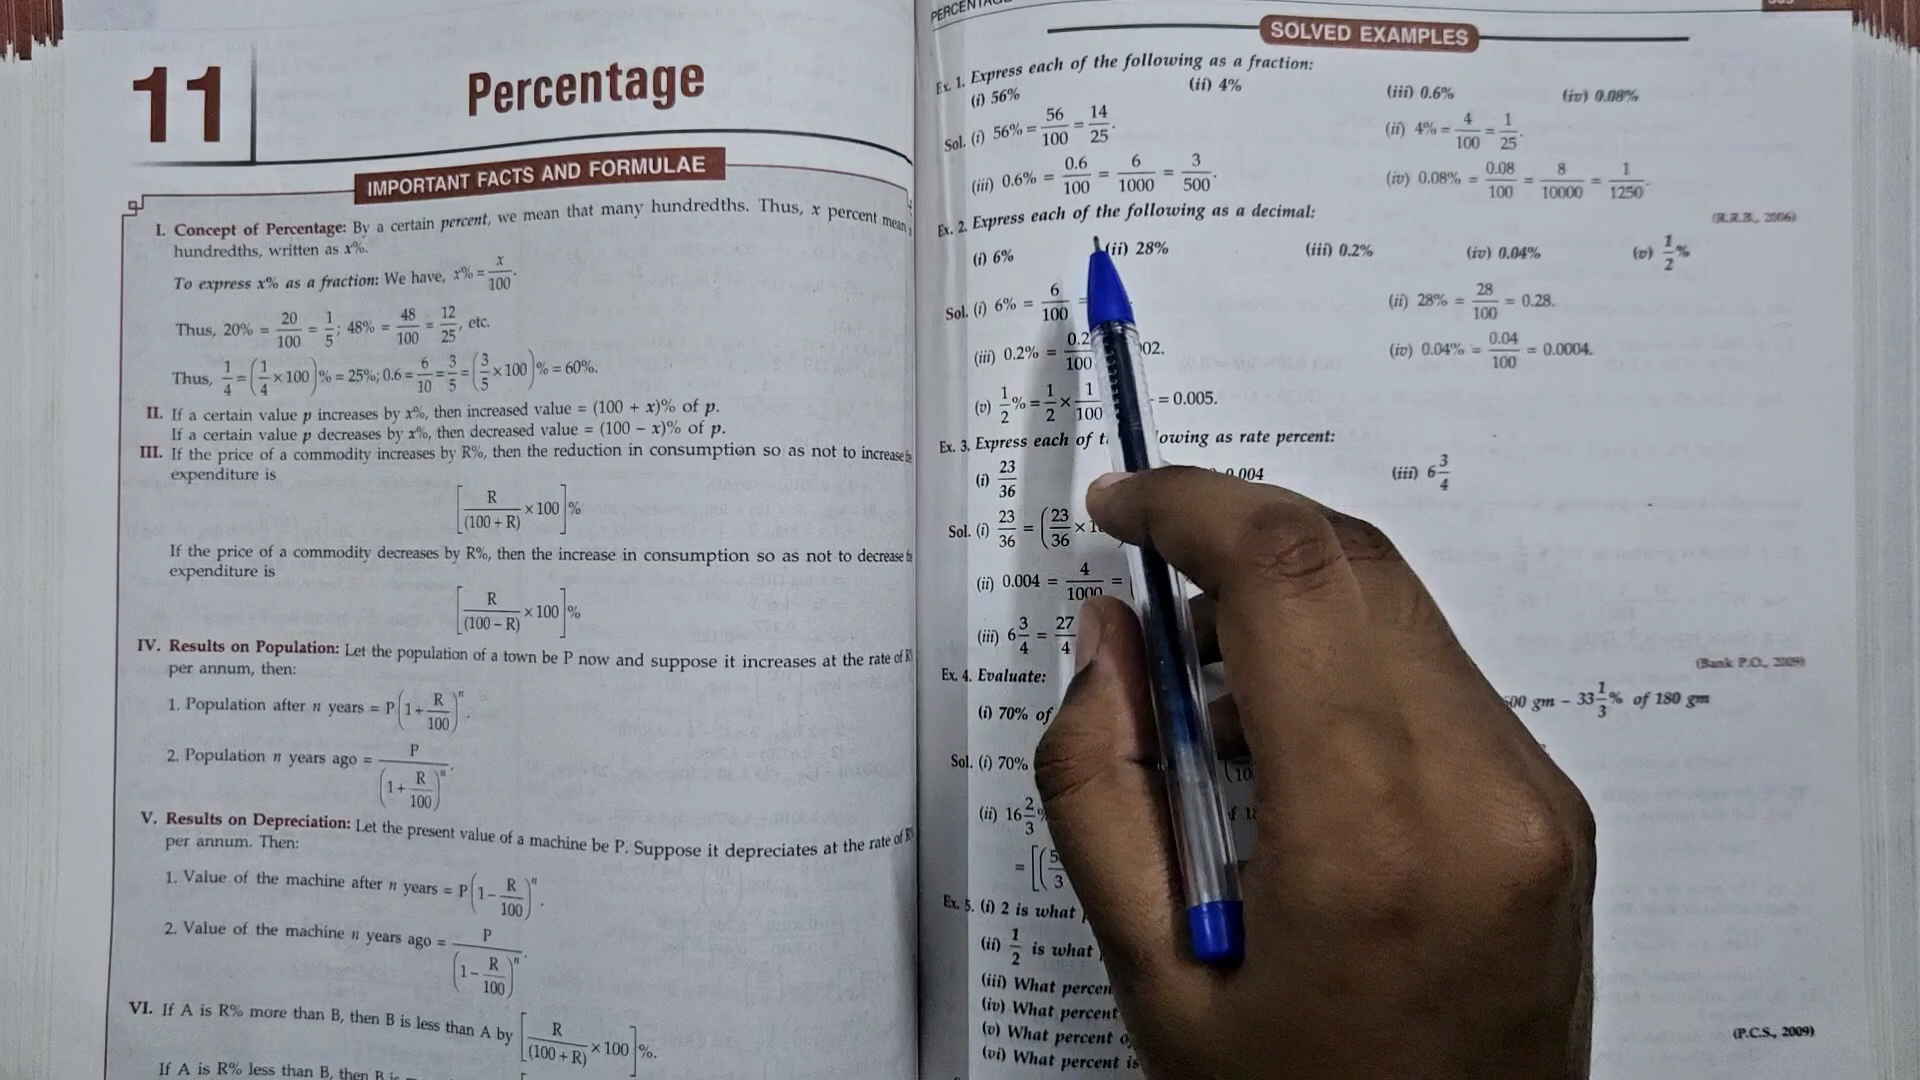 11
Percentage
IMPORTANT FACTS AND FORMULAE
I. Concept of Percentage: By a certain percent, we mean that many hundredths. Thus, x percent mean
hundredths, written as x%.
To express x% as a fraction: We have, x% = x/100.
Thus, 20% = 20/100 = 1/5; 48% = 48/100 = 12/25, etc.
Thus, 1/4 = (1/4 × 100)% = 25%; 0.6 = 6/10 = 3/5 = (3/5 × 100)% = 60%.
II. If a certain value p increases by x%, then increased value = (100 + x)% of p.
If a certain value p decreases by x%, then decreased value = (100 − x)% of p.
III. If the price of a commodity increases by R%, then the reduction in consumption so as not to increase
expenditure is
[R/(100 + R) × 100]%
If the price of a commodity decreases by R%, then the increase in consumption so as not to decrease
expenditure is
[R/(100 − R) × 100]%
IV. Results on Population: Let the population of a town be P now and suppose it increases at the rate of R
per annum, then:
1. Population after n years = P(1 + R/100)^n.
2. Population n years ago = P/(1 + R/100)^n.
V. Results on Depreciation: Let the present value of a machine be P. Suppose it depreciates at the rate of R
per annum. Then:
1. Value of the machine after n years = P(1 − R/100)^n.
2. Value of the machine n years ago = P/(1 − R/100)^n.
VI. If A is R% more than B, then B is less than A by [R/(100 + R) × 100]%.
If A is R% less than B, then B
SOLVED EXAMPLES
Ex. 1. Express each of the following as a fraction:
(i) 56% (ii) 4% (iii) 0.6% (iv) 0.08%
Sol. (i) 56% = 56/100 = 14/25. (ii) 4% = 4/100 = 1/25.
(iii) 0.6% = 0.6/100 = 6/1000 = 3/500. (iv) 0.08% = 0.08/100 = 8/10000 = 1/1250.
Ex. 2. Express each of the following as a decimal: (R.R.B., 2006)
(i) 6% (ii) 28% (iii) 0.2% (iv) 0.04% (v) 1/2%
Sol. (i) 6% = 6/100 = (ii) 28% = 28/100 = 0.28.
(iii) 0.2% = 0.2/100 02. (iv) 0.04% = 0.04/100 = 0.0004.
(v) 1/2% = 1/2 × 1/100 = 0.005.
Ex. 3. Express each of t owing as rate percent:
(i) 23/36 0.004 (iii) 6 3/4
Sol. (i) 23/36 = (23/36 × 1
(ii) 0.004 = 4/1000 =
(iii) 6 3/4 = 27/4
Ex. 4. Evaluate: (Bank P.O., 2009)
(i) 70% of 00 gm − 33 1/3% of 180 gm
Sol. (i) 70%
(ii) 16 2/3%
= [(5 3
Ex. 5. (i) 2 is what
(ii) 1/2 is what
(iii) What percen
(iv) What percent
(v) What percent o
(vi) What percent is
(P.C.S., 2009)